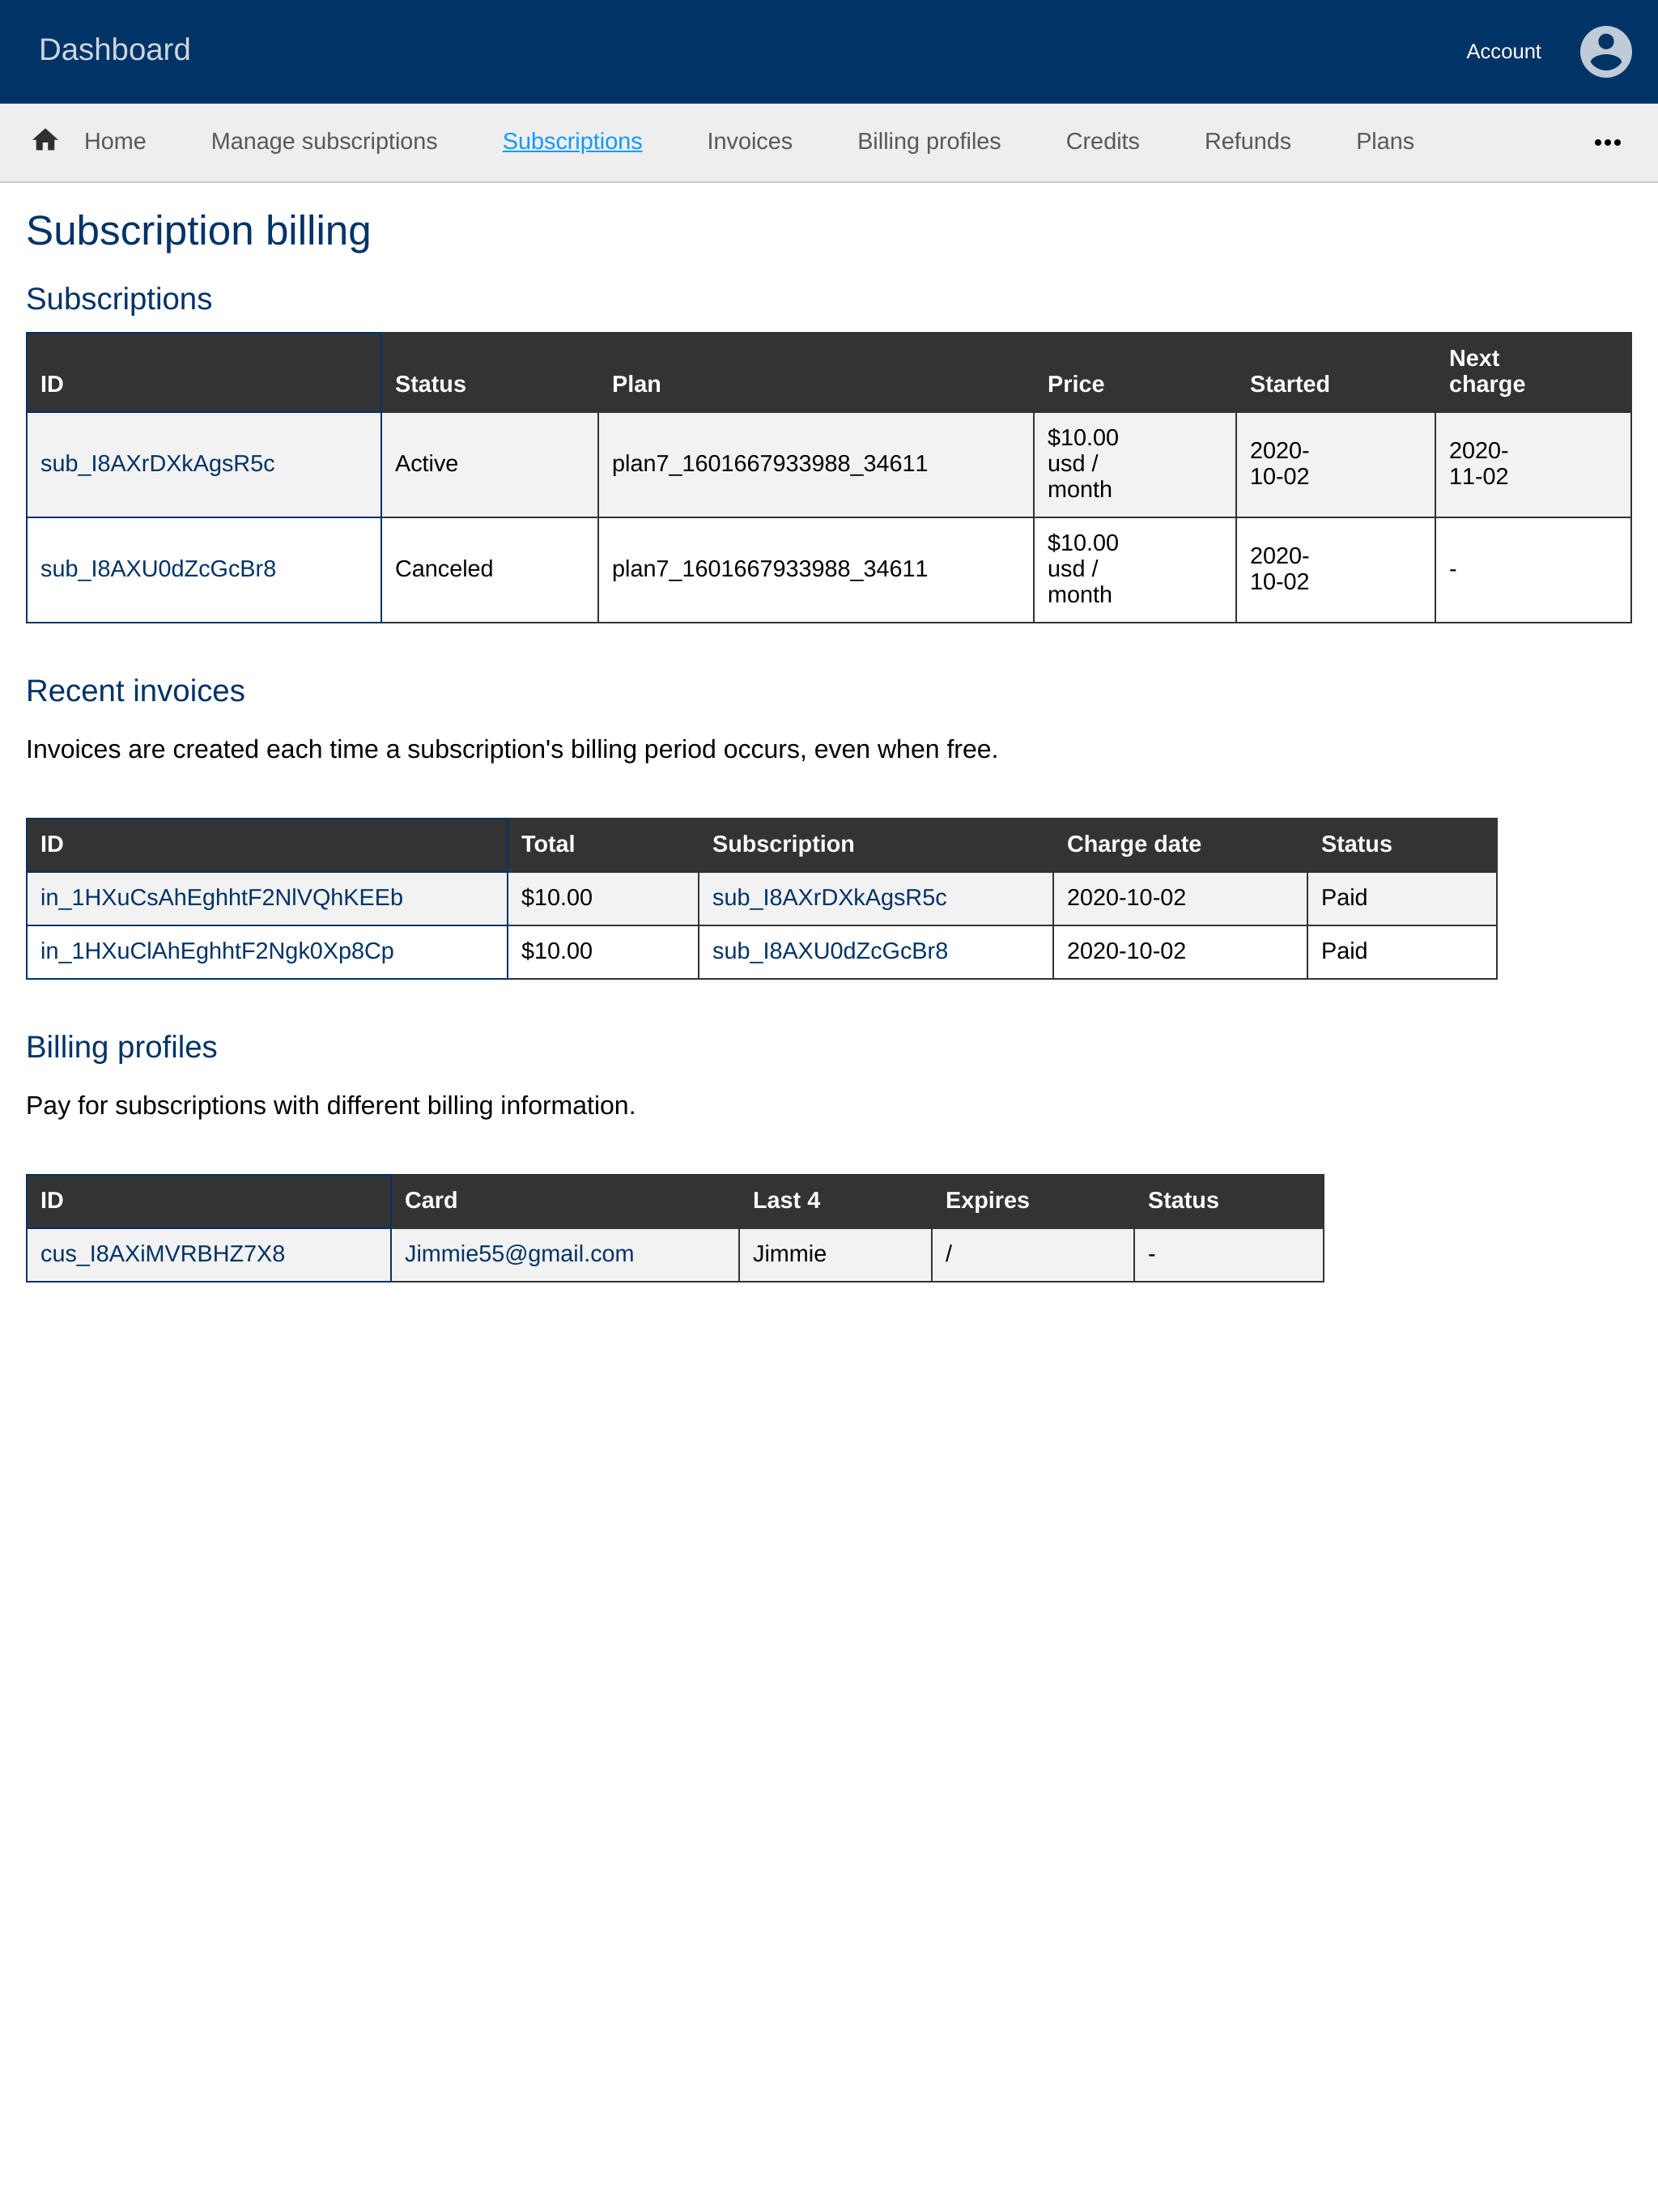 Dashboard
Account
Home Manage subscriptions Subscriptions Invoices Billing profiles Credits Refunds Plans
Subscription billing
Subscriptions
ID Status Plan Price Started Next charge
sub_I8AXrDXkAgsR5c Active plan7_1601667933988_34611 $10.00 usd / month 2020-10-02 2020-11-02
sub_I8AXU0dZcGcBr8 Canceled plan7_1601667933988_34611 $10.00 usd / month 2020-10-02 -
Recent invoices
Invoices are created each time a subscription's billing period occurs, even when free.
ID Total Subscription Charge date Status
in_1HXuCsAhEghhtF2NlVQhKEEb $10.00 sub_I8AXrDXkAgsR5c 2020-10-02 Paid
in_1HXuClAhEghhtF2Ngk0Xp8Cp $10.00 sub_I8AXU0dZcGcBr8 2020-10-02 Paid
Billing profiles
Pay for subscriptions with different billing information.
ID Card Last 4 Expires Status
cus_I8AXiMVRBHZ7X8 Jimmie55@gmail.com Jimmie / -